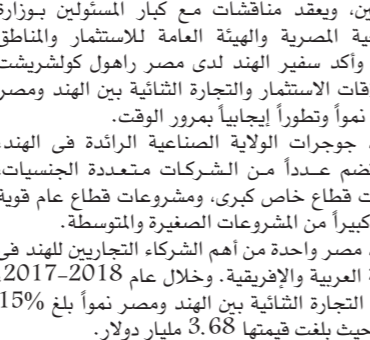 ين، ويعقد مناقشات مع كبار المسئولين بوزارة
ية المصرية والهيئة العامة للاستثمار والمناطق
وأكد سفير الهند لدى مصر راهول كولشريشت
قات الاستثمار والتجارة الثنائية بين الهند ومصر
نمواً وتطوراً إيجابياً بمرور الوقت.
، جوجرات الولاية الصناعية الرائدة فى الهند،
تضم عدداً من الشركات متعددة الجنسيات،
ت قطاع خاص كبرى، ومشروعات قطاع عام قوية
كبيراً من المشروعات الصغيرة والمتوسطة.
، مصر واحدة من أهم الشركاء التجاريين للهند فى
العربية والإفريقية. وخلال عام 2018-2017،
التجارة الثنائية بين الهند ومصر نمواً بلغ 15%
حيث بلغت قيمتها 3.68 مليار دولار.